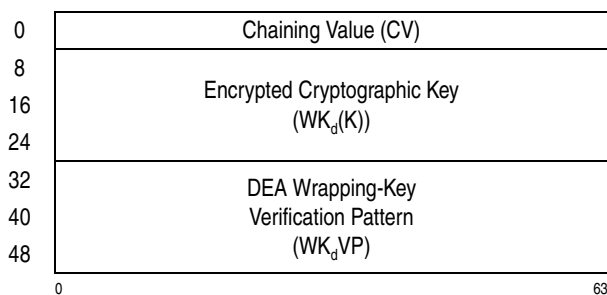 0
Chaining Value (CV)
8
Encrypted Cryptographic Key
16
(WKd(K))
24
32
DEA Wrapping-Key
40
Verification Pattern
48
(WKdVP)
0 63